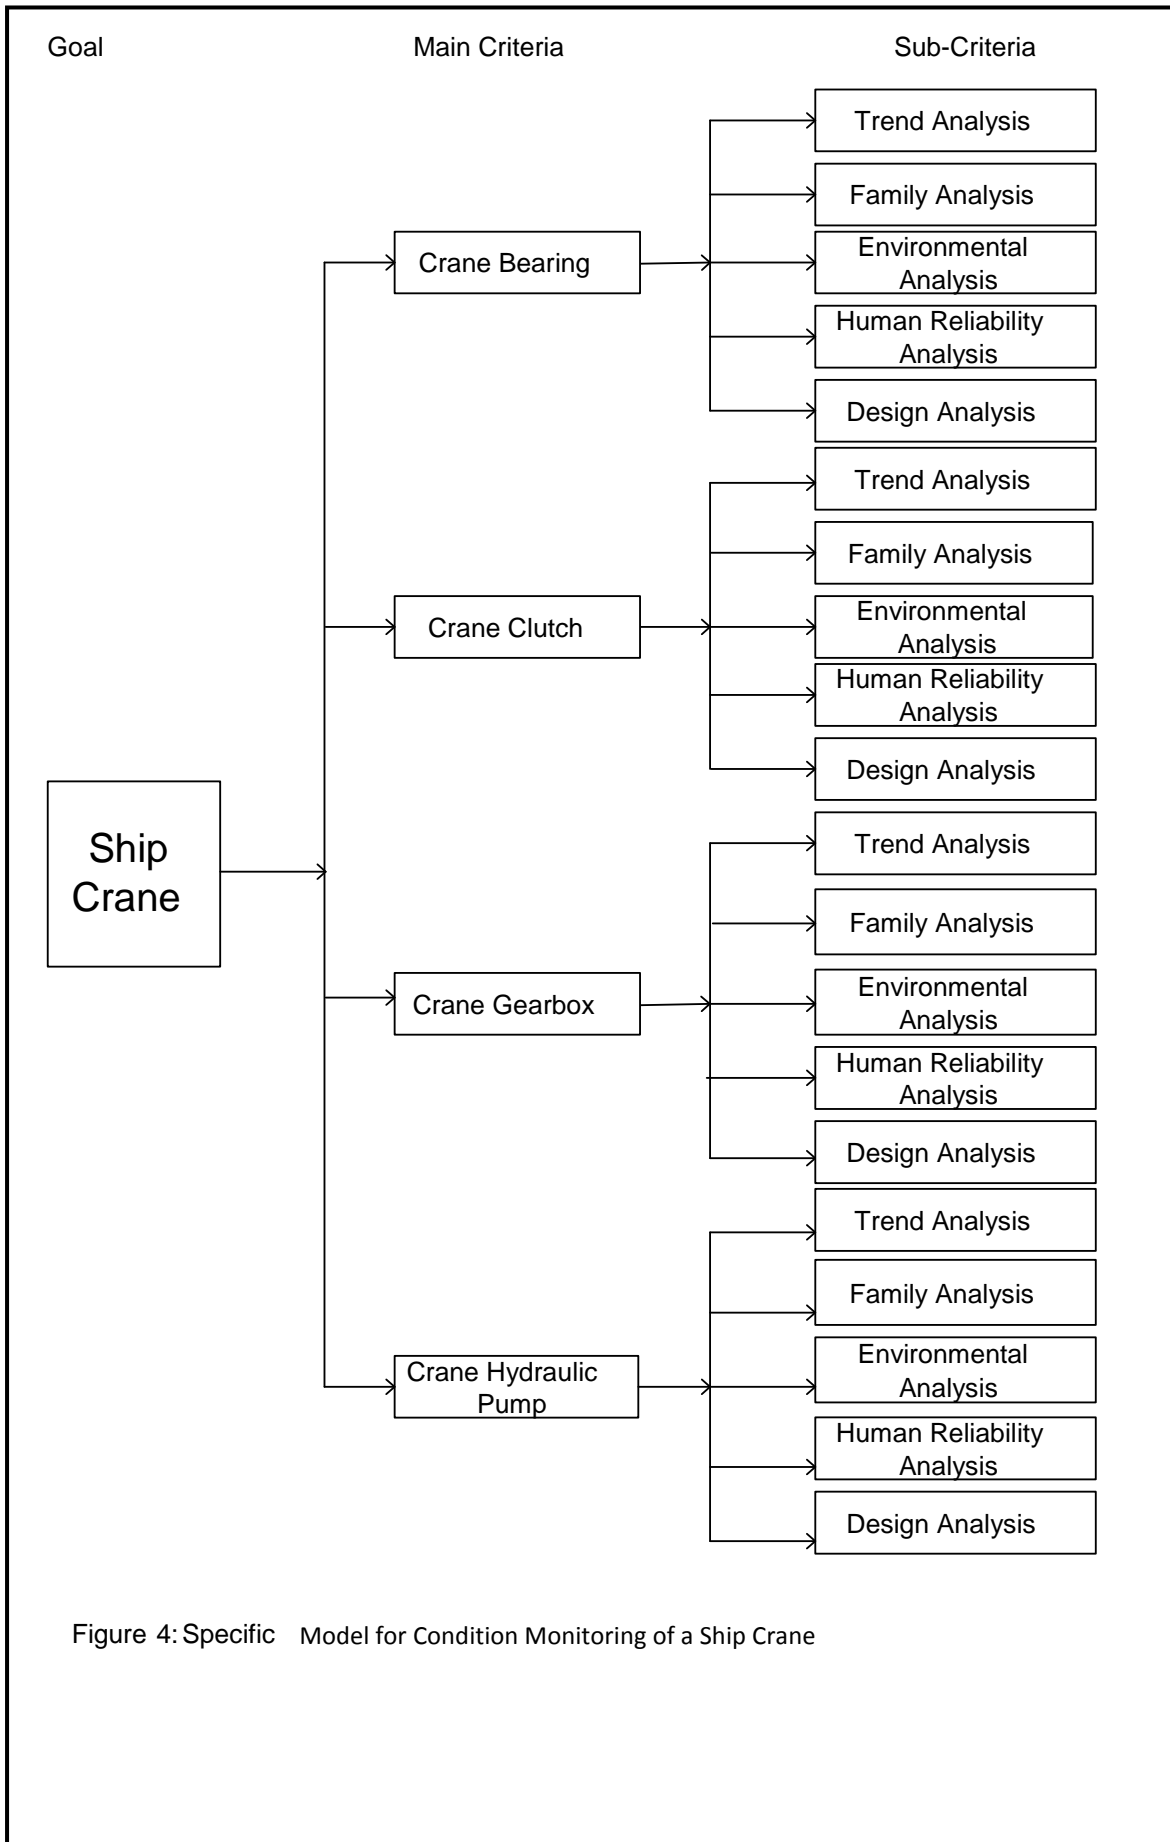 Goal Main Criteria Sub-Criteria
Trend Analysis
Family Analysis
Crane Bearing
Environmental
Analysis
Human Reliability
Analysis
Design Analysis
Trend Analysis
Family Analysis
Crane Clutch
Environmental
Analysis
Human Reliability
Analysis
Design Analysis
Ship
Crane
Trend Analysis
Family Analysis
Crane Gearbox
Environmental
Analysis
Human Reliability
Analysis
Design Analysis
Trend Analysis
Family Analysis
Crane Hydraulic
Pump
Environmental
Analysis
Human Reliability
Analysis
Design Analysis
Figure 4: Specific Model for Condition Monitoring of a Ship Crane